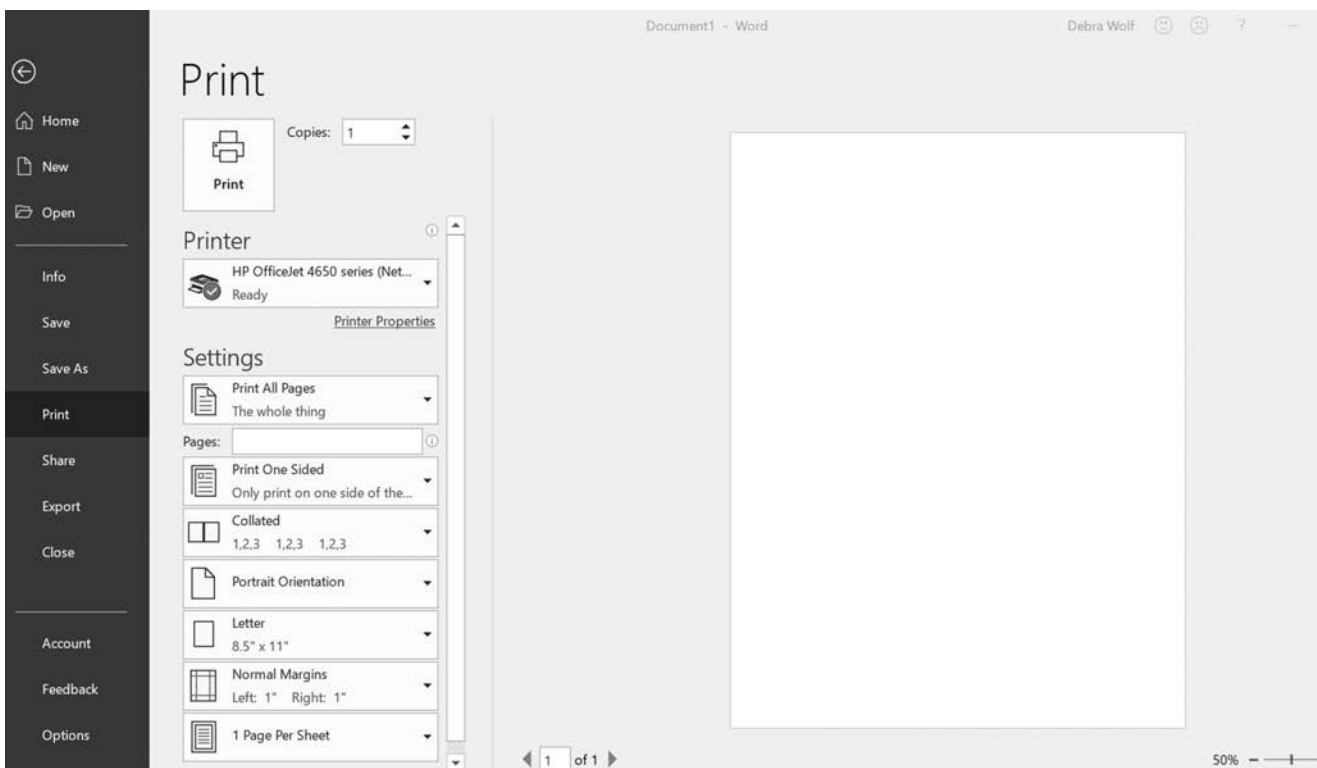 Document1 - Word
Debra Wolf
?
Print
Home
New
Open
Info
Save
Save As
Print
Share
Export
Close
Account
Feedback
Options
Print
Copies: 1
Printer
HP OfficeJet 4650 series (Net...
Ready
Printer Properties
Settings
Print All Pages
The whole thing
Pages:
Print One Sided
Only print on one side of the...
Collated
1,2,3 1,2,3 1,2,3
Portrait Orientation
Letter
8.5" x 11"
Normal Margins
Left: 1" Right: 1"
1 Page Per Sheet
1 of 1
50%